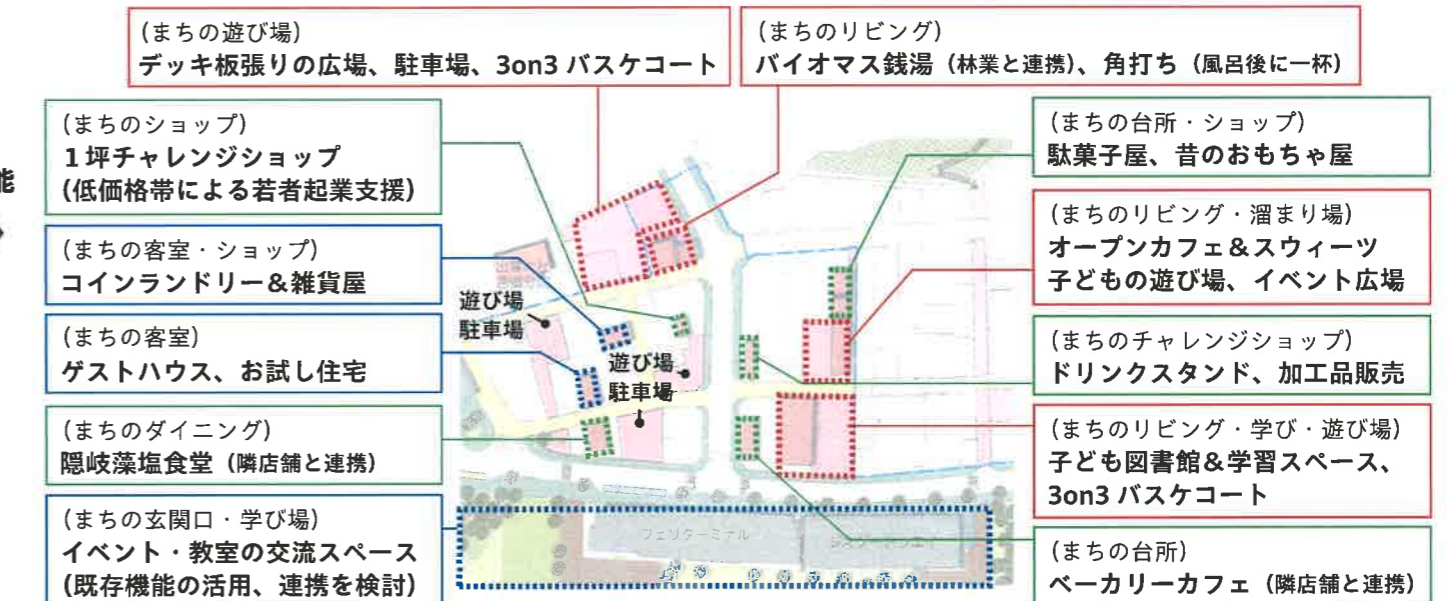 (まちの遊び場)
デッキ板張りの広場、駐車場、3on3 バスケコート
(まちのリビング)
バイオマス銭湯（林業と連携）、角打ち（風呂後に一杯）
能
(まちのショップ)
１坪チャレンジショップ
(低価格帯による若者起業支援)
(まちの客室・ショップ)
コインランドリー＆雑貨屋
(まちの客室)
ゲストハウス、お試し住宅
(まちのダイニング)
隠岐藻塩食堂（隣店舗と連携）
(まちの玄関口・学び場)
イベント・教室の交流スペース
(既存機能の活用、連携を検討)
遊び場
駐車場
遊び場
駐車場
フェリターミナル
(まちの台所・ショップ)
駄菓子屋、昔のおもちゃ屋
(まちのリビング・溜まり場)
オープンカフェ＆スウィーツ
子どもの遊び場、イベント広場
(まちのチャレンジショップ)
ドリンクスタンド、加工品販売
(まちのリビング・学び・遊び場)
子ども図書館＆学習スペース、
3on3 バスケコート
(まちの台所)
ベーカリーカフェ（隣店舗と連携）